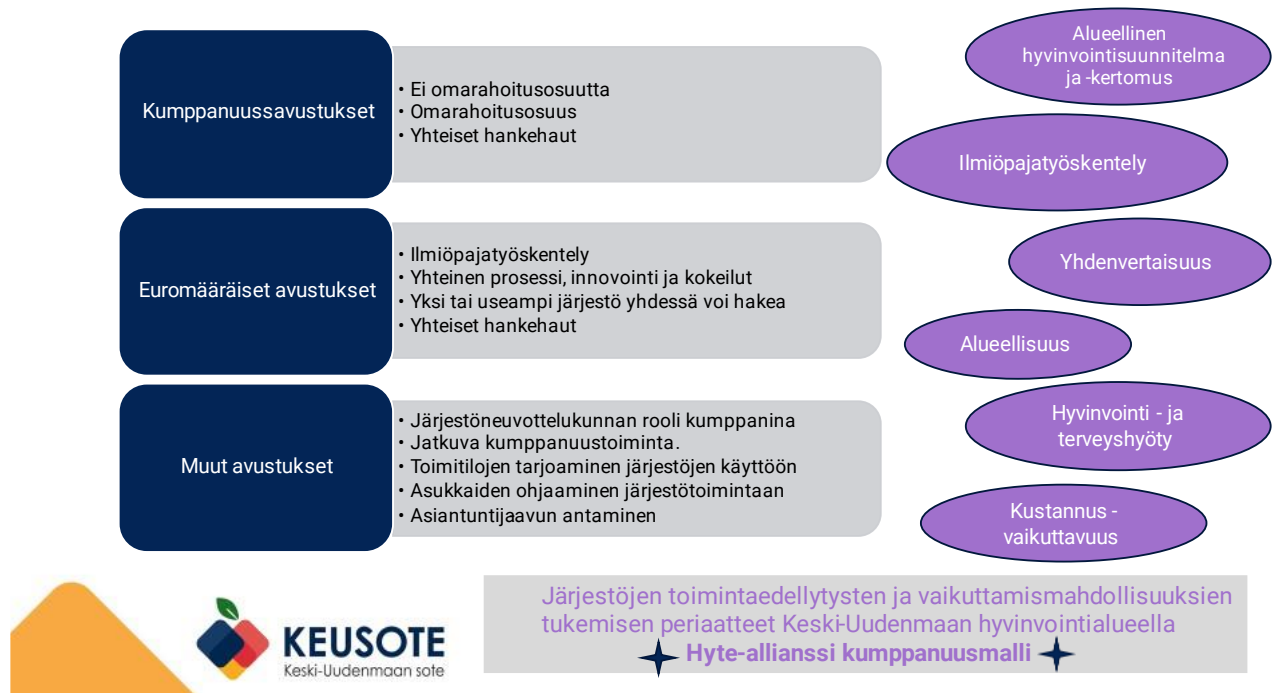 Kumppanuussavustukset
• Ei omarahoitusosuutta
• Omarahoitusosuus
• Yhteiset hankehaut
Euromääräiset avustukset
• Ilmiöpajatyöskentely
• Yhteinen prosessi, innovointi ja kokeilut
• Yksi tai useampi järjestö yhdessä voi hakea
• Yhteiset hankehaut
Muut avustukset
• Järjestöneuvottelukunnan rooli kumppanina
• Jatkuva kumppanuustoiminta.
• Toimitilojen tarjoaminen järjestöjen käyttöön
• Asukkaiden ohjaaminen järjestötoimintaan
• Asiantuntijaavun antaminen
Alueellinen
hyvinvointisuunnitelma
ja -kertomus
Ilmiöpajatyöskentely
Yhdenvertaisuus
Alueellisuus
Hyvinvointi - ja
terveyshyöty
Kustannus -
vaikuttavuus
KEUSOTE
Keski-Uudenmaan sote
Järjestöjen toimintaedellytysten ja vaikuttamismahdollisuuksien
tukemisen periaatteet Keski-Uudenmaan hyvinvointialueella
Hyte-allianssi kumppanuusmalli